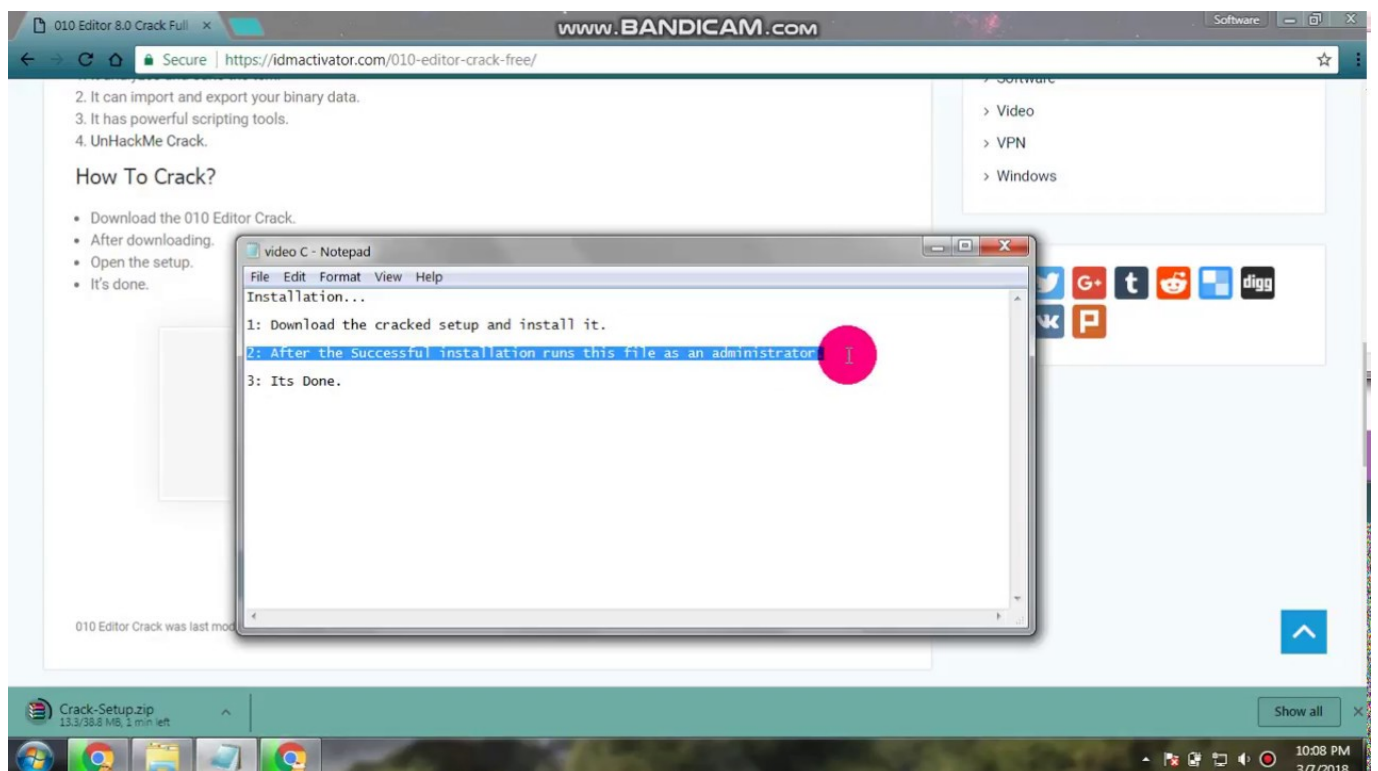 www.BANDICAM.com
010 Editor 8.0 Crack Full
Software
Secure
https://idmactivator.com/010-editor-crack-free/
2. It can import and export your binary data.
3. It has powerful scripting tools.
4. UnHackMe Crack.
How To Crack?
• Download the 010 Editor Crack.
• After downloading.
• Open the setup.
• It's done.
> Software
> Video
> VPN
> Windows
video C - Notepad
File Edit Format View Help
Installation...
1: Download the cracked setup and install it.
2: After the Successful installation runs this file as an administrator
3: Its Done.
G+
t
digg
010 Editor Crack was last mod
Crack-Setup.zip
13.3/38.8 MB, 1 min left
Show all
10:08 PM
3/7/2018